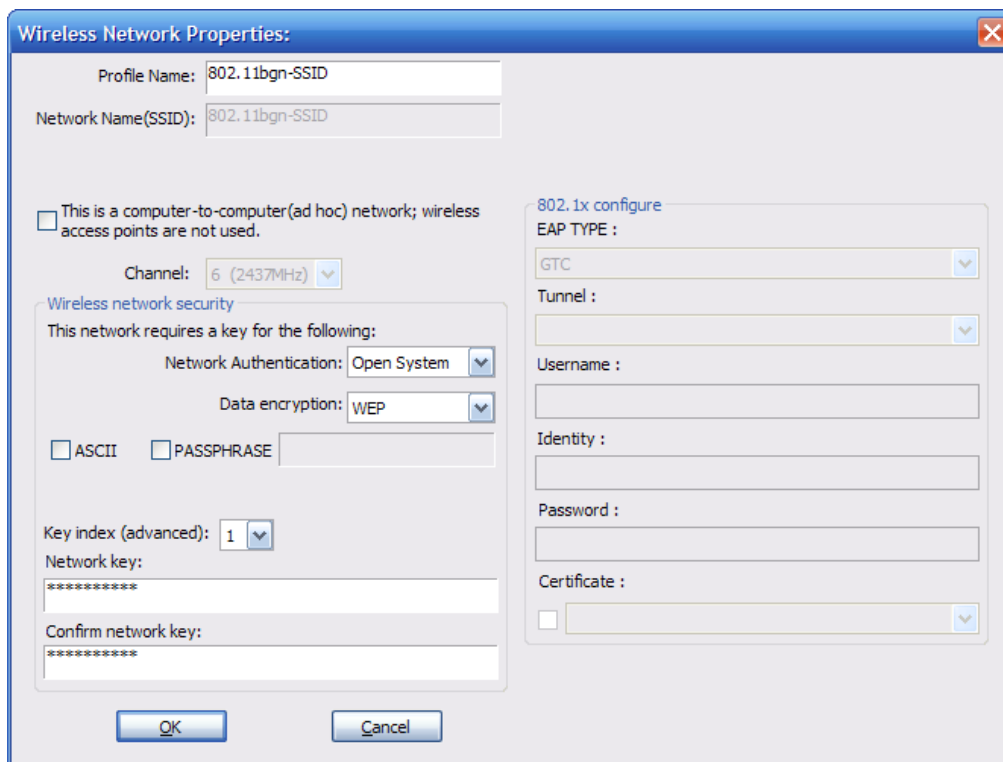 Wireless Network Properties:
Profile Name: 802.11bgn-SSID
Network Name(SSID): 802.11bgn-SSID
This is a computer-to-computer(ad hoc) network; wireless
access points are not used.
Channel: 6 (2437MHz)
Wireless network security
This network requires a key for the following:
Network Authentication: Open System
Data encryption: WEP
ASCII PASSPHRASE
Key index (advanced): 1
Network key:
**********
Confirm network key:
**********
OK Cancel
802.1x configure
EAP TYPE :
GTC
Tunnel :
Username :
Identity :
Password :
Certificate :